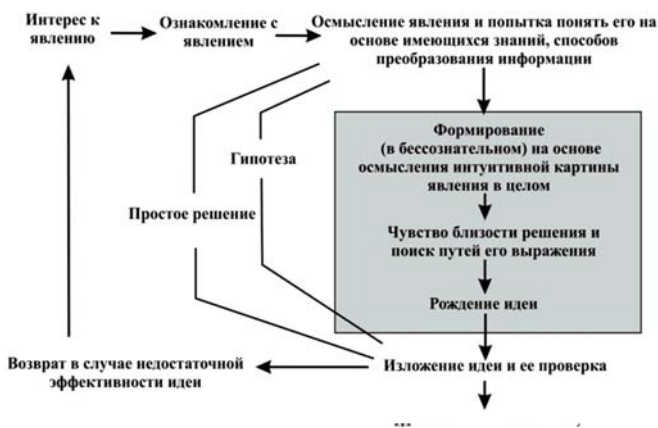 Интерес к
явлению
Ознакомление с
явлением
Осмысление явления и попытка понять его на
основе имеющихся знаний, способов
преобразования информации
Формирование
(в бессознательном) на основе
осмысления интуитивной картины
явления в целом
Гипотеза
Простое решение
Чувство близости решения и
поиск путей его выражения
Рождение идеи
Возврат в случае недостаточной
эффективности идеи
Изложение идеи и ее проверка